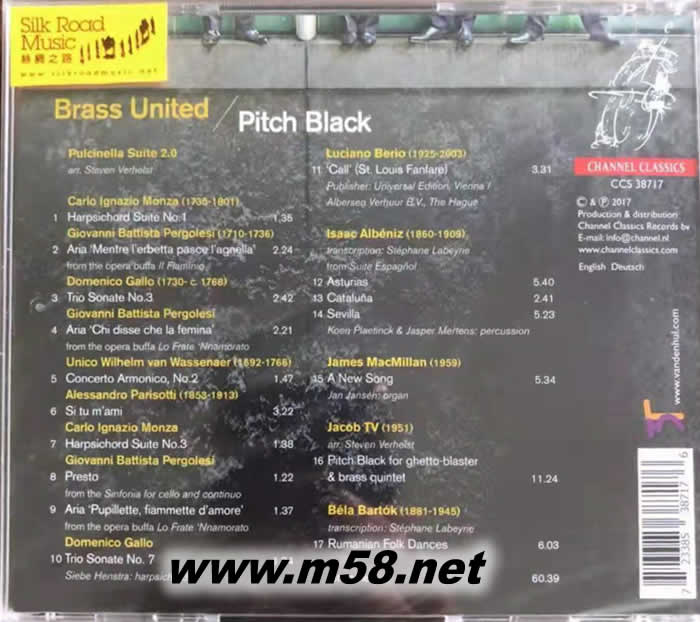 Silk Road
Music
絲綢之路
www.silkroadmusic.net
Brass United / Pitch Black
Pulcinella Suite 2.0
arr. Steven Verhelst
Carlo Ignazio Monza (1735-1801)
1 Harpsichord Suite No.1 1.35
Giovanni Battista Pergolesi (1710-1736)
2 Aria 'Mentre l'erbetta pasce l'agnella' 2.24
from the opera buffa Il Flaminio
Domenico Gallo (1730- c. 1768)
3 Trio Sonate No.3 2.42
Giovanni Battista Pergolesi
4 Aria 'Chi disse che la femina' 2.21
from the opera buffa Lo Frate 'Nnamorato
Unico Wilhelm van Wassenaer (1692-1766)
5 Concerto Armonico, No.2 1.47
Alessandro Parisotti (1853-1913)
6 Si tu m'ami 3.22
Carlo Ignazio Monza
7 Harpsichord Suite No.3 1.38
Giovanni Battista Pergolesi
8 Presto 1.22
from the Sinfonia for cello and continuo
9 Aria 'Pupillette, fiammette d'amore' 1.37
from the opera buffa Lo Frate 'Nnamorato
Domenico Gallo
10 Trio Sonate No. 7
Siebe Henstra:
Luciano Berio (1925-2003)
11 'Call' (St. Louis Fanfare) 3.31
Publisher: Universal Edition, Vienna /
Alberseg Verhuur B.V., The Hague
Isaac Albéniz (1860-1909)
transcription: Stéphane Labeyrie
from Suite Espagñol
12 Asturias 5.40
13 Cataluña 2.41
14 Sevilla 5.23
Koen Plaetinck & Jasper Mertens: percussion
James MacMillan (1959)
15 A New Song 5.34
Jan Jansen: organ
Jacob TV (1951)
arr. Steven Verhelst
16 Pitch Black for ghetto-blaster
& brass quintet 11.24
Béla Bartók (1881-1945)
transcription: Stéphane Labeyrie
17 Rumanian Folk Dances 6.03
60.39
CHANNEL CLASSICS
CCS 38717
© & ℗ 2017
Production & distribution
Channel Classics Records bv
E-mail: info@channel.nl
www.channelclassics.com
English Deutsch
www.vandenhul.com
7 23385 38717 6
www.m58.net